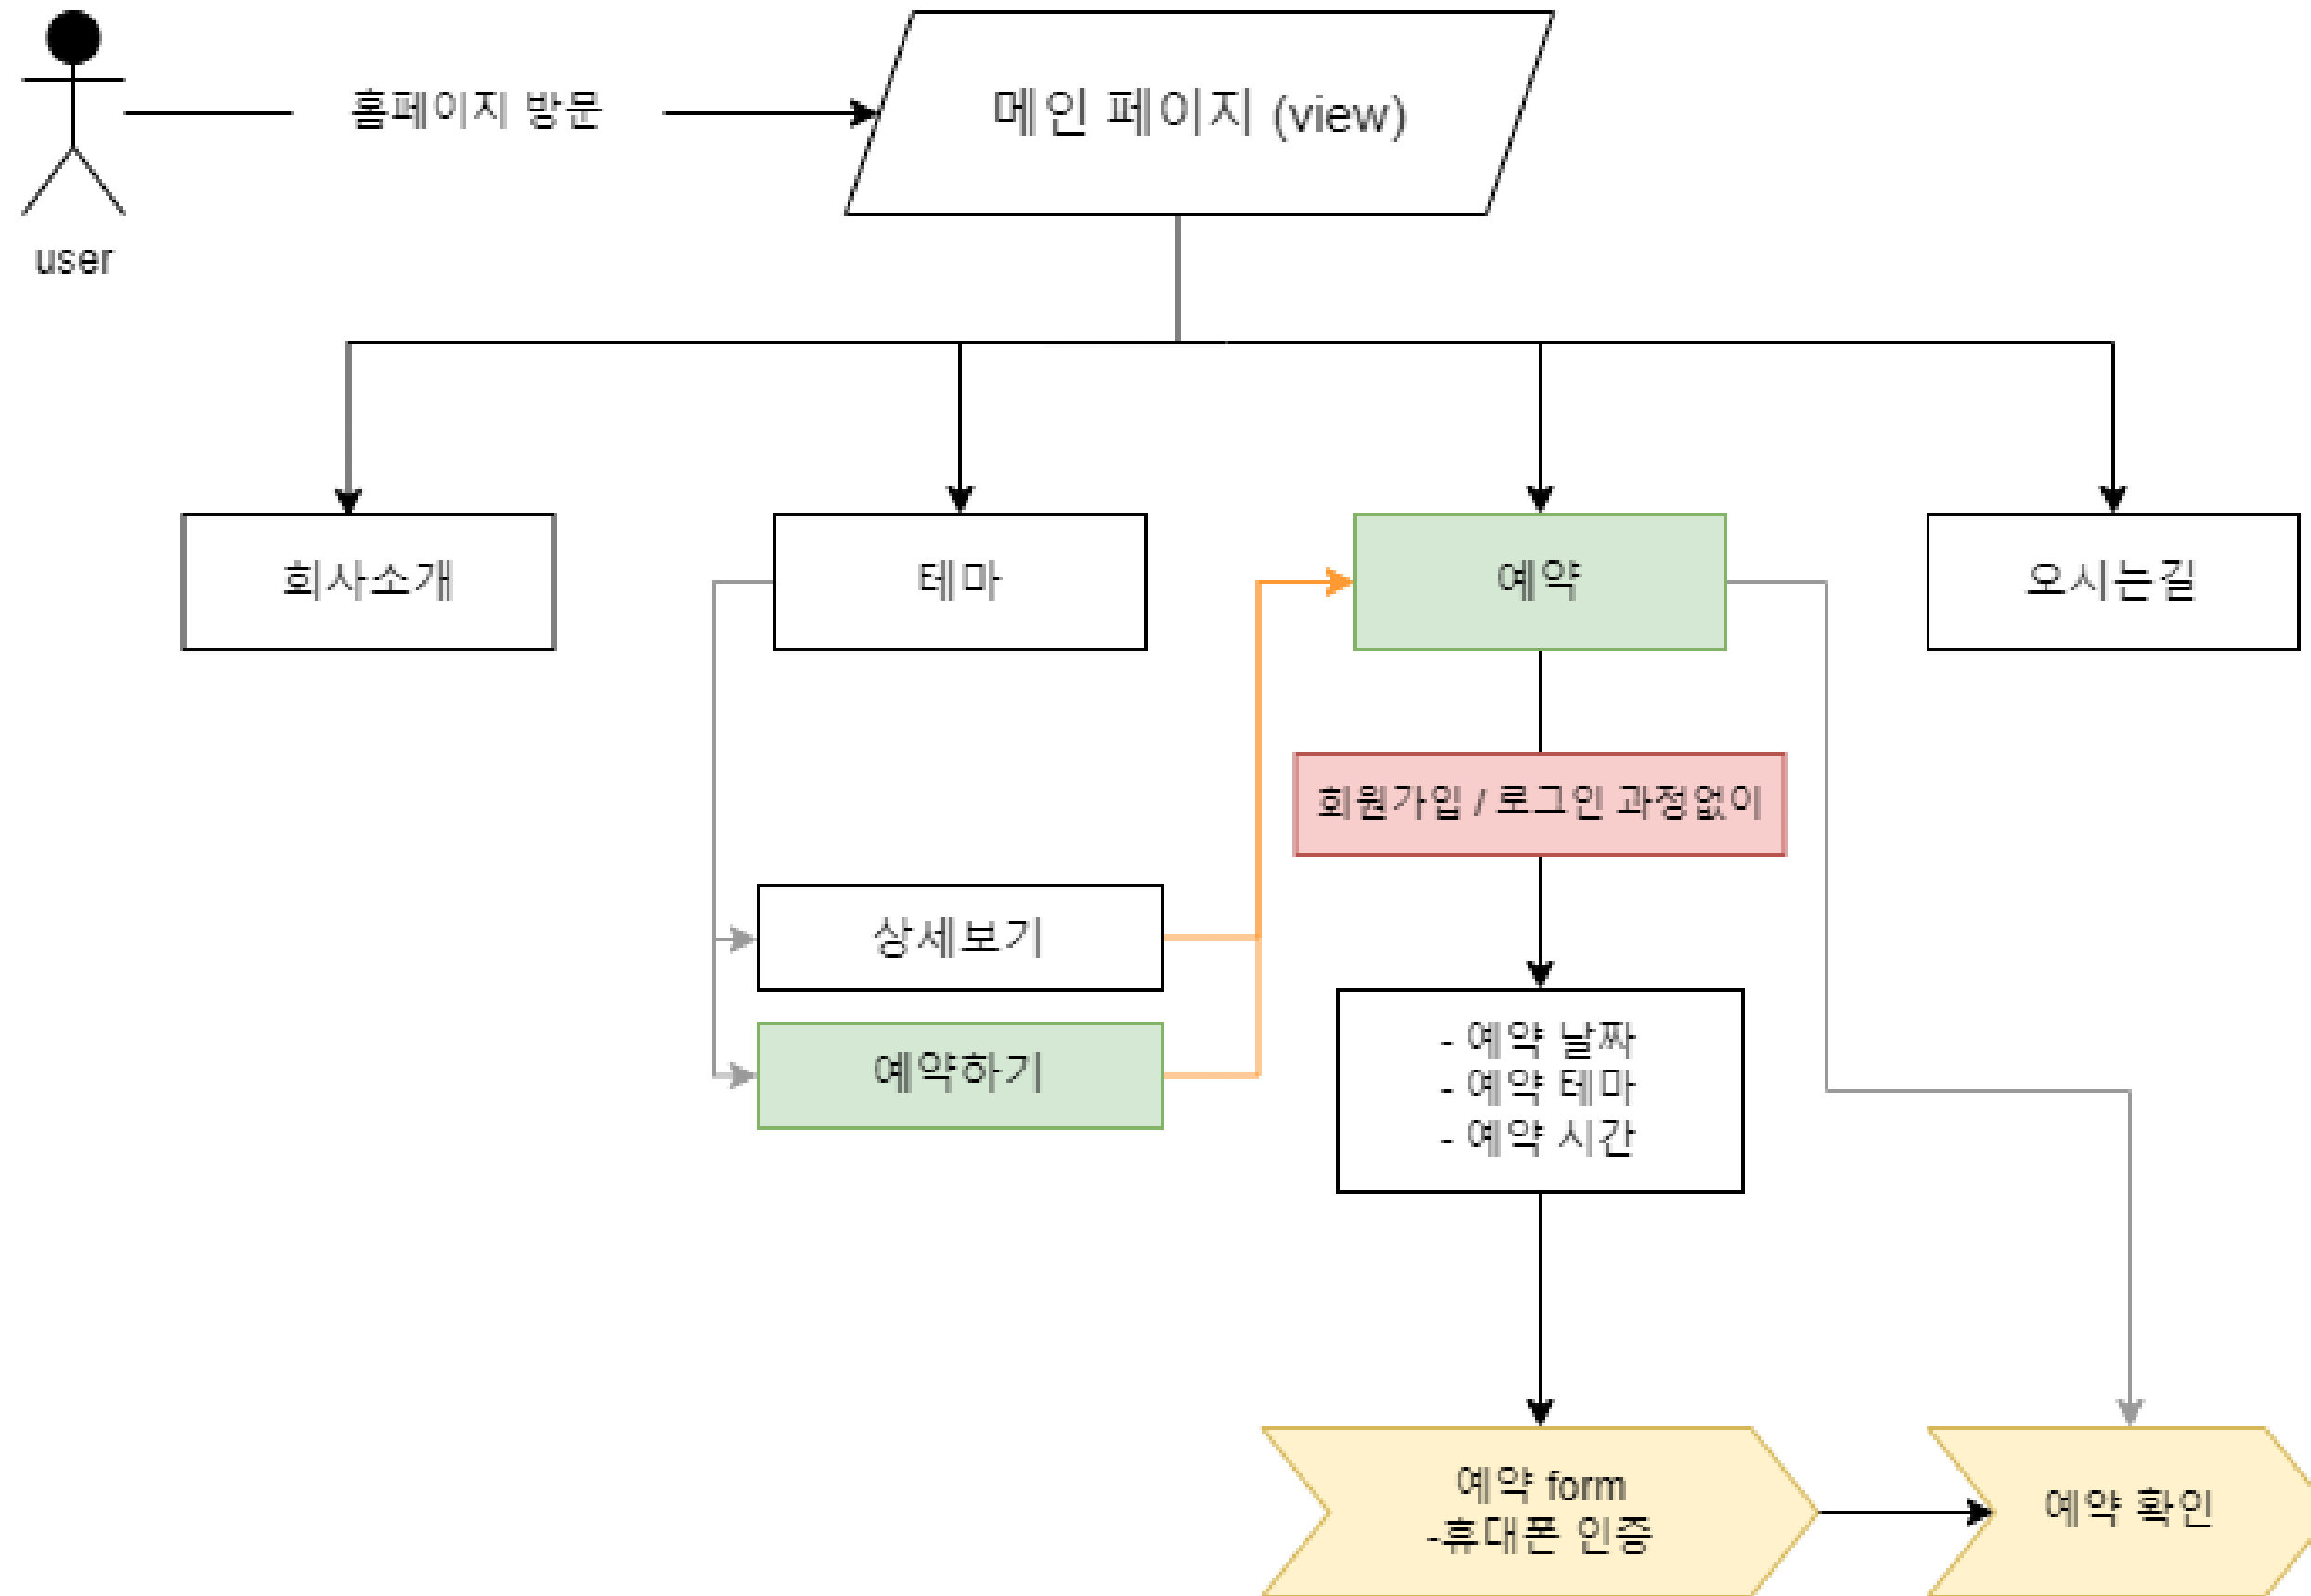 홈페이지 방문
메인 페이지 (view)
user
회사소개
테마
예약
오시는길
회원가입 / 로그인 과정없이
상세보기
예약하기
- 예약 날짜
- 예약 테마
- 예약 시간
예약 form
-휴대폰 인증
예약 확인